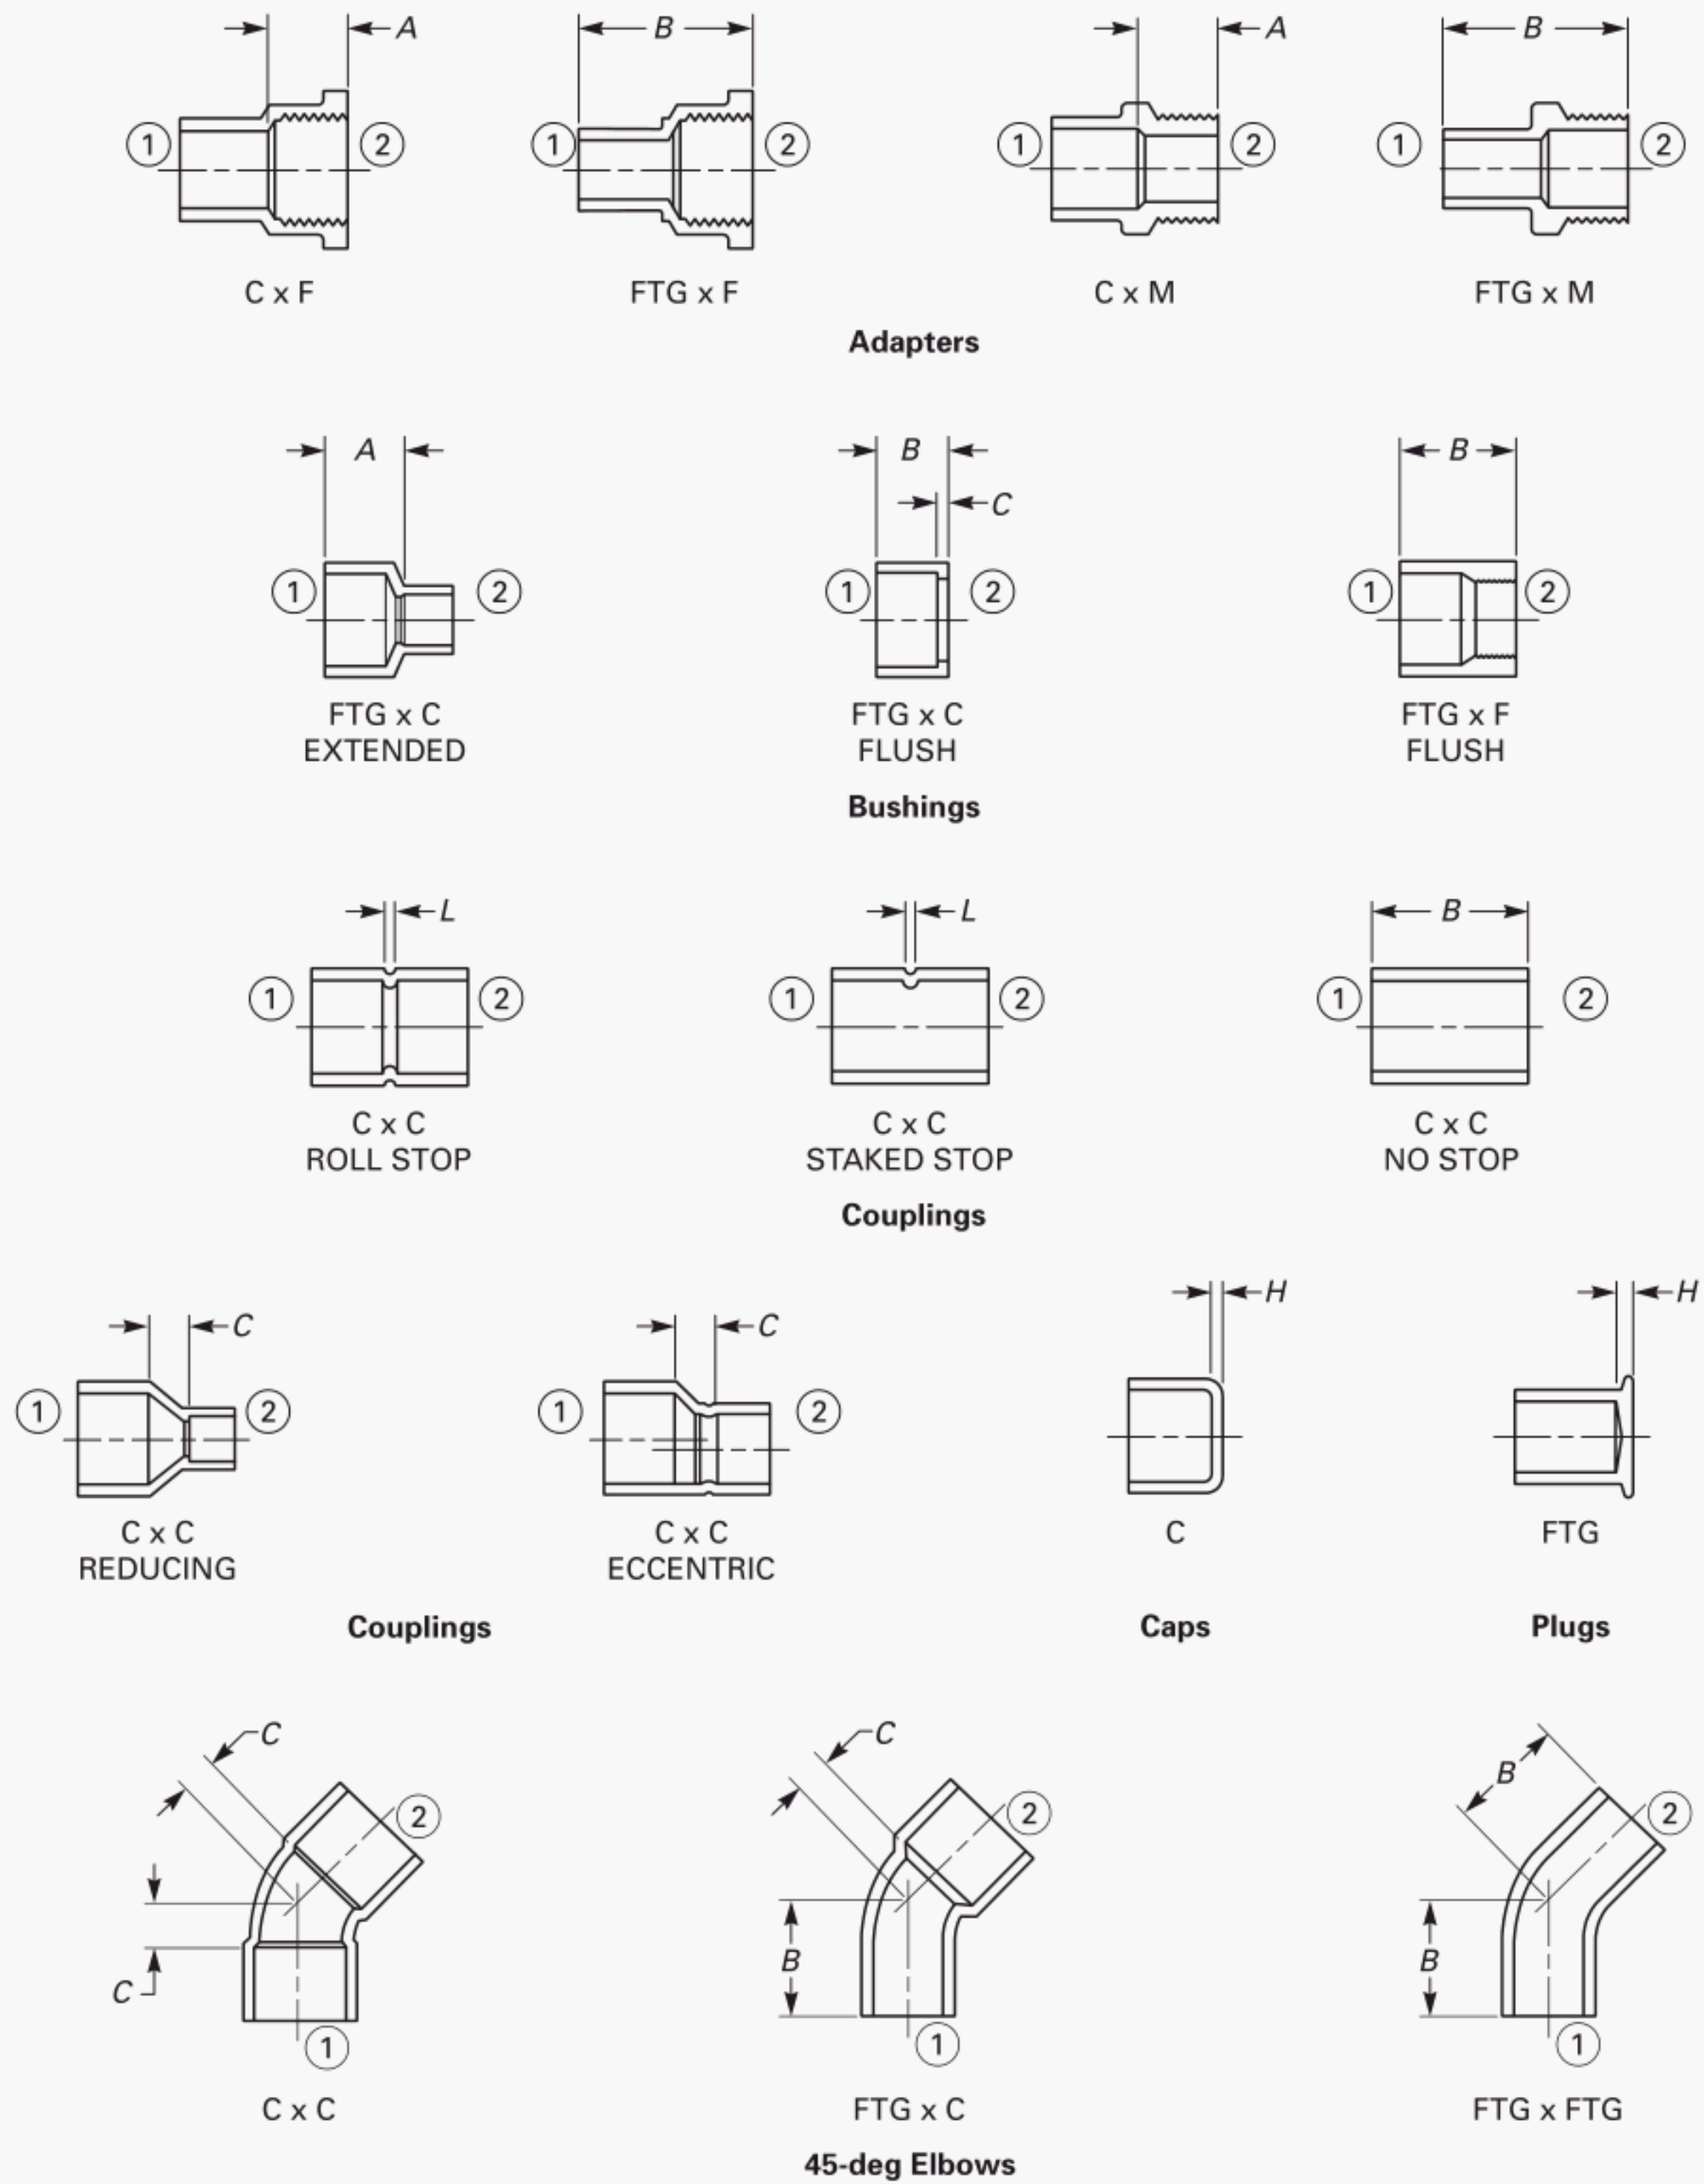 A B A B
1 2 1 2 1 2 1 2
C x F FTG x F C x M FTG x M
Adapters
A B B
C
1 2 1 2 1 2
FTG x C FTG x C FTG x F
EXTENDED FLUSH FLUSH
Bushings
L L B
1 2 1 2 1 2
C x C C x C C x C
ROLL STOP STAKED STOP NO STOP
Couplings
H H
C C
1 2 1 2
C x C C x C C FTG
REDUCING ECCENTRIC
Couplings Caps Plugs
C C
B
2 2 2
B B
C
1 1 1
C x C FTG x C FTG x FTG
45-deg Elbows